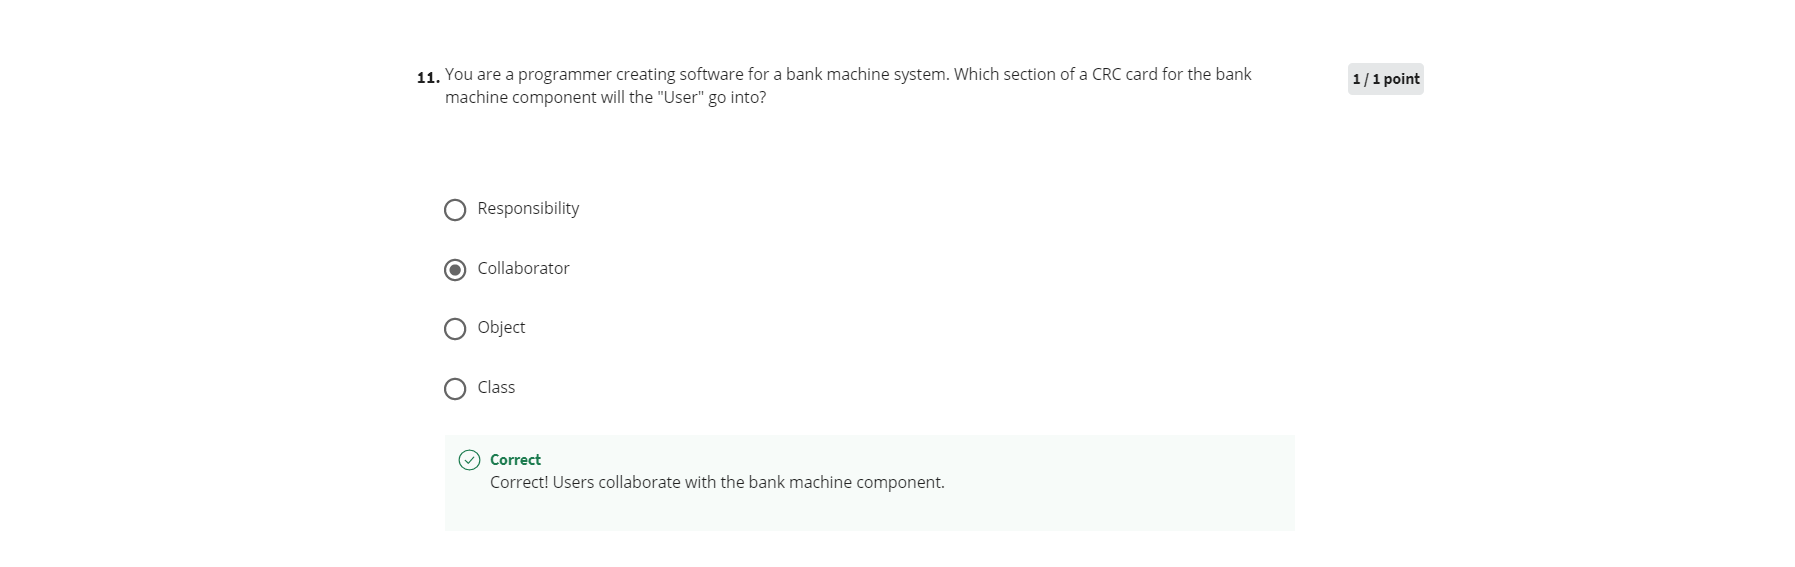 11. You are a programmer creating software for a bank machine system. Which section of a CRC card for the bank
machine component will the "User" go into?
1 / 1 point
Responsibility
Collaborator
Object
Class
Correct
Correct! Users collaborate with the bank machine component.